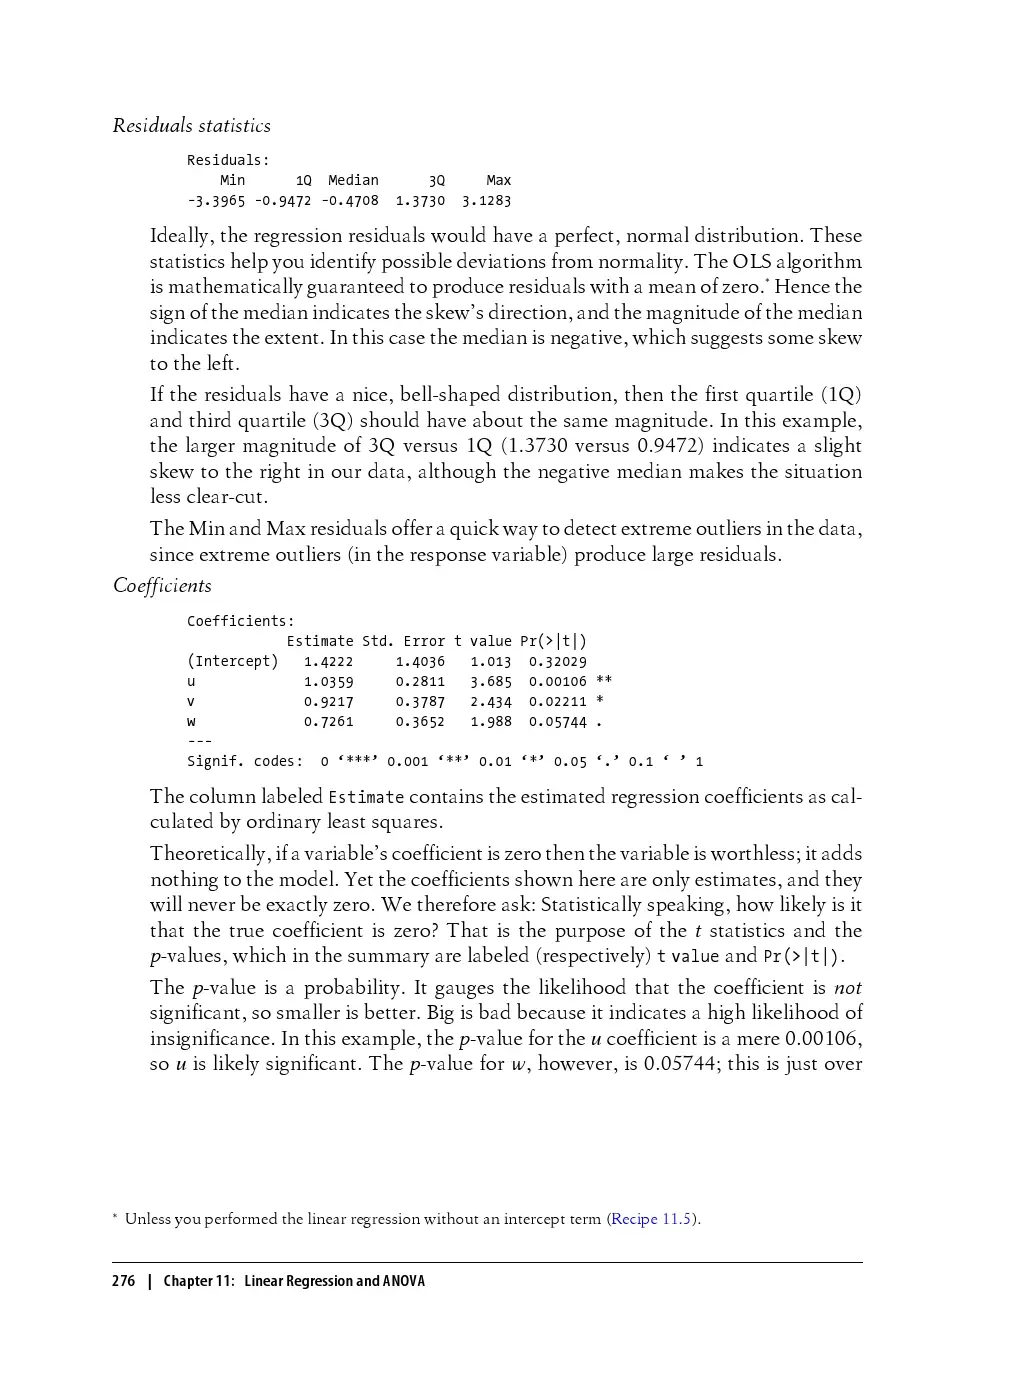 Residuals statistics
Residuals:
    Min      1Q  Median      3Q     Max
-3.3965 -0.9472 -0.4708  1.3730  3.1283
Ideally, the regression residuals would have a perfect, normal distribution. These
statistics help you identify possible deviations from normality. The OLS algorithm
is mathematically guaranteed to produce residuals with a mean of zero.* Hence the
sign of the median indicates the skew’s direction, and the magnitude of the median
indicates the extent. In this case the median is negative, which suggests some skew
to the left.
If the residuals have a nice, bell-shaped distribution, then the first quartile (1Q)
and third quartile (3Q) should have about the same magnitude. In this example,
the larger magnitude of 3Q versus 1Q (1.3730 versus 0.9472) indicates a slight
skew to the right in our data, although the negative median makes the situation
less clear-cut.
The Min and Max residuals offer a quick way to detect extreme outliers in the data,
since extreme outliers (in the response variable) produce large residuals.
Coefficients
Coefficients:
            Estimate Std. Error t value Pr(>|t|)
(Intercept)   1.4222     1.4036   1.013  0.32029
u             1.0359     0.2811   3.685  0.00106 **
v             0.9217     0.3787   2.434  0.02211 *
w             0.7261     0.3652   1.988  0.05744 .
---
Signif. codes:  0 ‘***’ 0.001 ‘**’ 0.01 ‘*’ 0.05 ‘.’ 0.1 ‘ ’ 1
The column labeled Estimate contains the estimated regression coefficients as cal-
culated by ordinary least squares.
Theoretically, if a variable’s coefficient is zero then the variable is worthless; it adds
nothing to the model. Yet the coefficients shown here are only estimates, and they
will never be exactly zero. We therefore ask: Statistically speaking, how likely is it
that the true coefficient is zero? That is the purpose of the t statistics and the
p-values, which in the summary are labeled (respectively) t value and Pr(>|t|).
The p-value is a probability. It gauges the likelihood that the coefficient is not
significant, so smaller is better. Big is bad because it indicates a high likelihood of
insignificance. In this example, the p-value for the u coefficient is a mere 0.00106,
so u is likely significant. The p-value for w, however, is 0.05744; this is just over
* Unless you performed the linear regression without an intercept term (Recipe 11.5).
276 | Chapter 11: Linear Regression and ANOVA